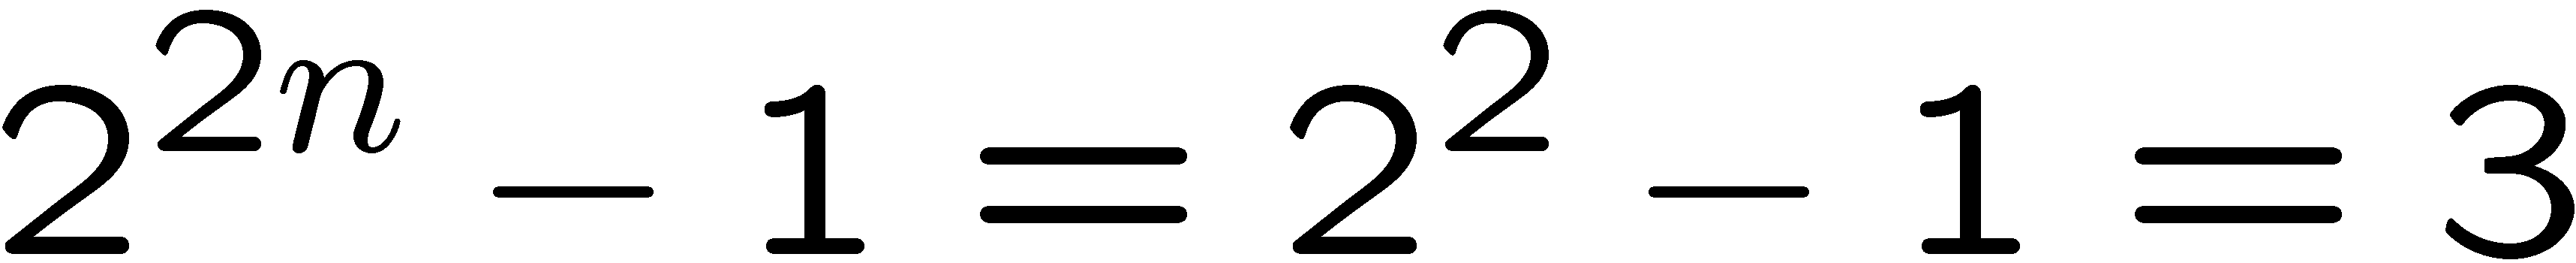 2^{2n} − 1 = 2^2 − 1 = 3